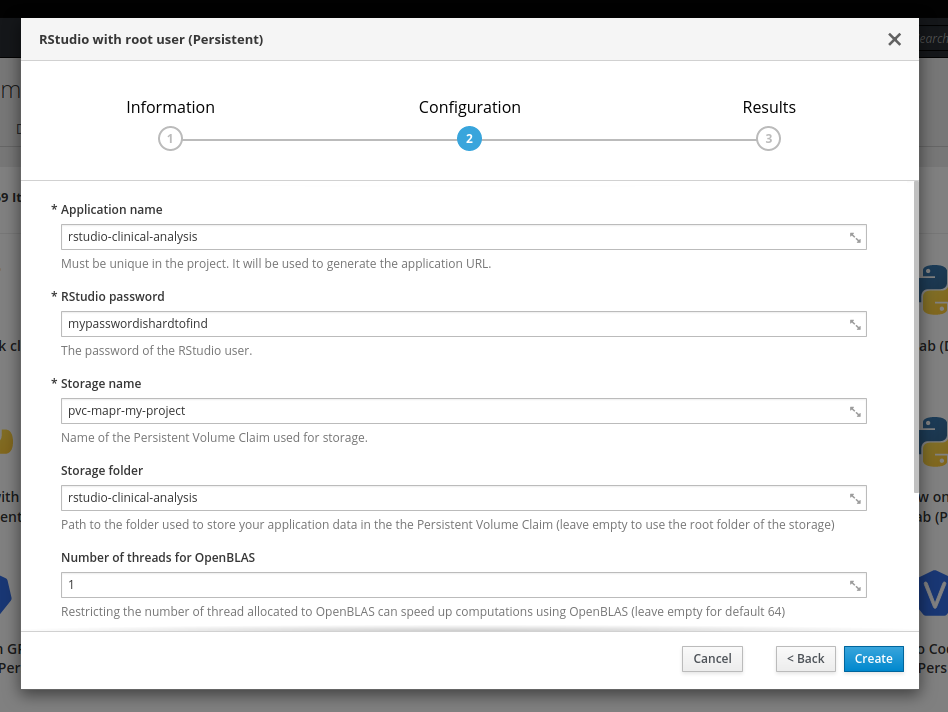 RStudio with root user (Persistent)
earch
m
Information
Configuration
Results
1
2
3
* Application name
rstudio-clinical-analysis
Must be unique in the project. It will be used to generate the application URL.
* RStudio password
mypasswordishardtofind
The password of the RStudio user.
* Storage name
pvc-mapr-my-project
Name of the Persistent Volume Claim used for storage.
Storage folder
rstudio-clinical-analysis
Path to the folder used to store your application data in the the Persistent Volume Claim (leave empty to use the root folder of the storage)
Number of threads for OpenBLAS
1
Restricting the number of thread allocated to OpenBLAS can speed up computations using OpenBLAS (leave empty for default 64)
Cancel
< Back
Create